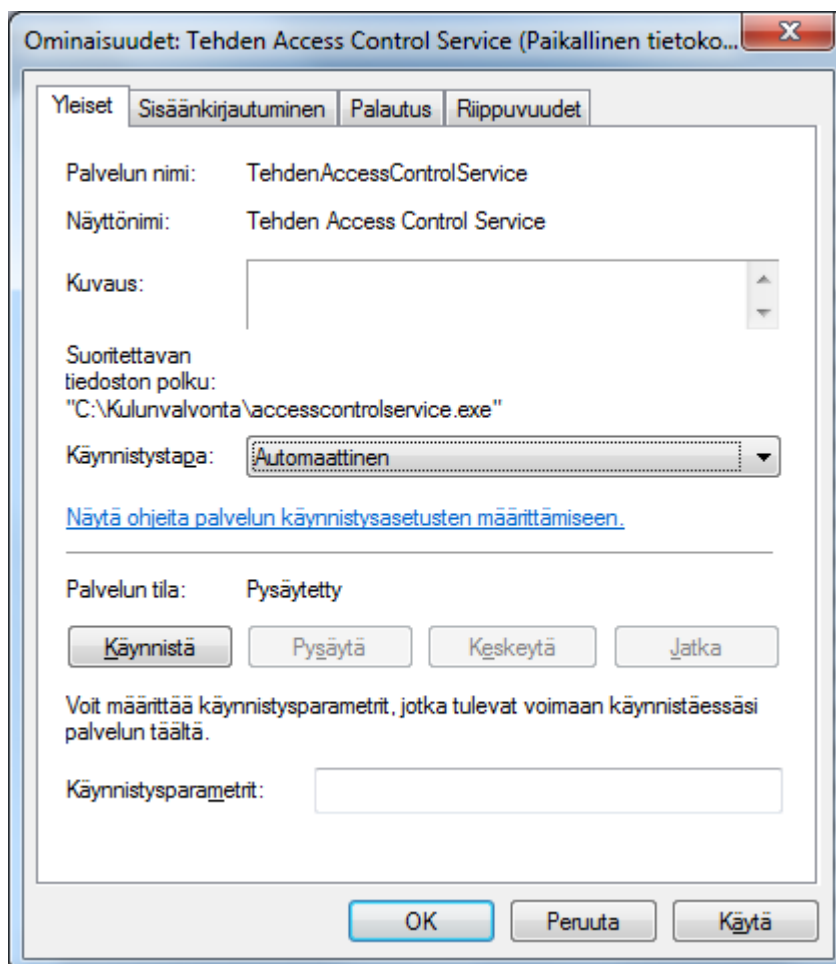 Ominaisuudet: Tehden Access Control Service (Paikallinen tietoko...
Yleiset Sisäänkirjautuminen Palautus Riippuvuudet
Palvelun nimi: TehdenAccessControlService
Näyttönimi: Tehden Access Control Service
Kuvaus:
Suoritettavan
tiedoston polku:
"C:\Kulunvalvonta\accesscontrolservice.exe"
Käynnistystapa: Automaattinen
Näytä ohjeita palvelun käynnistysasetusten määrittämiseen.
Palvelun tila: Pysäytetty
Käynnistä Pysäytä Keskeytä Jatka
Voit määrittää käynnistysparametrit, jotka tulevat voimaan käynnistäessäsi
palvelun täältä.
Käynnistysparametrit:
OK Peruuta Käytä